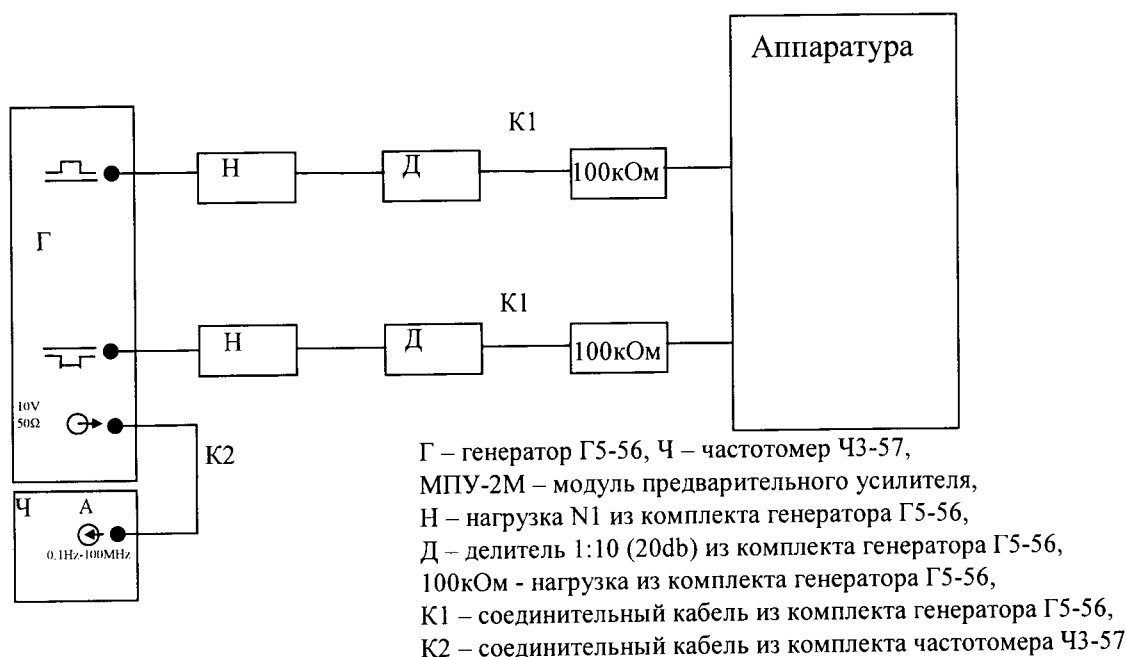 Аппаратура
К1
Н
Д
100кОм
Г
К1
Н
Д
100кОм
10V
50Ω
К2
Ч
А
0.1Hz-100MHz
Г – генератор Г5-56, Ч – частотомер Ч3-57,
МПУ-2М – модуль предварительного усилителя,
Н – нагрузка N1 из комплекта генератора Г5-56,
Д – делитель 1:10 (20db) из комплекта генератора Г5-56,
100кОм - нагрузка из комплекта генератора Г5-56,
К1 – соединительный кабель из комплекта генератора Г5-56,
К2 – соединительный кабель из комплекта частотомера Ч3-57